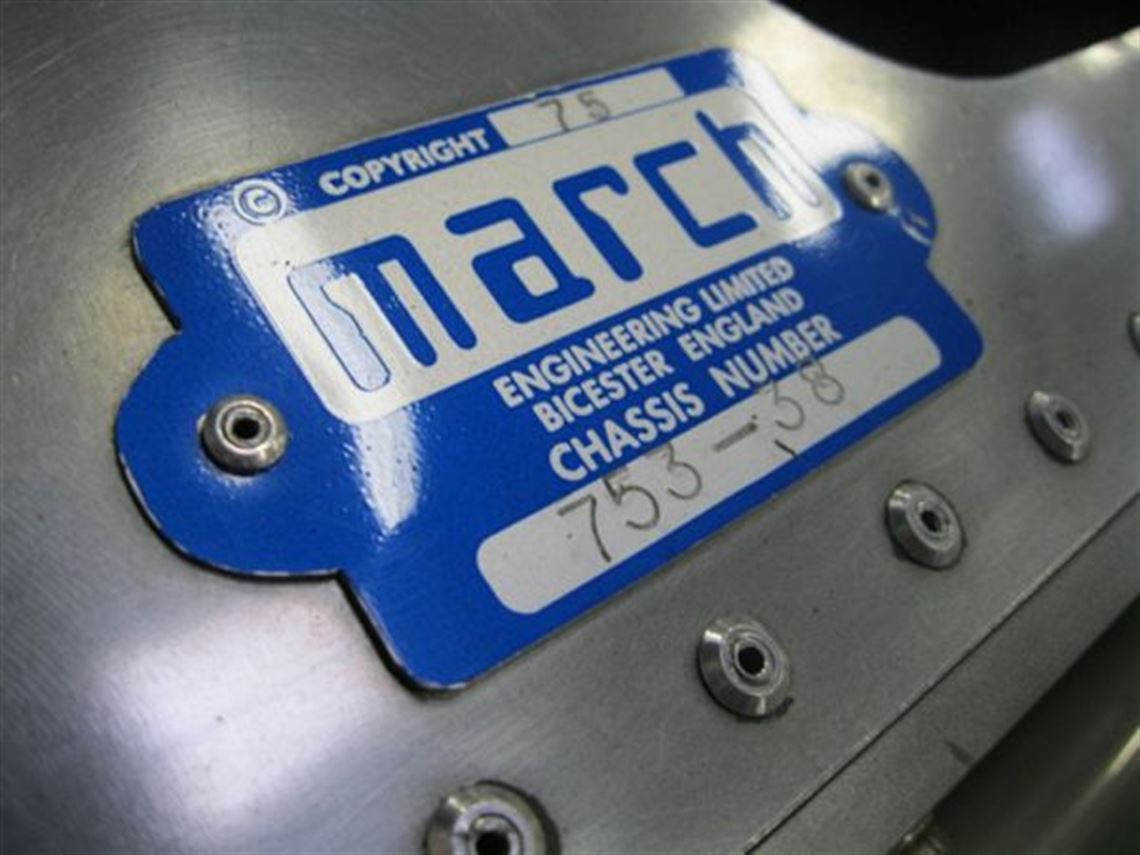 © COPYRIGHT 75
march
ENGINEERING LIMITED
BICESTER ENGLAND
CHASSIS NUMBER
753-38